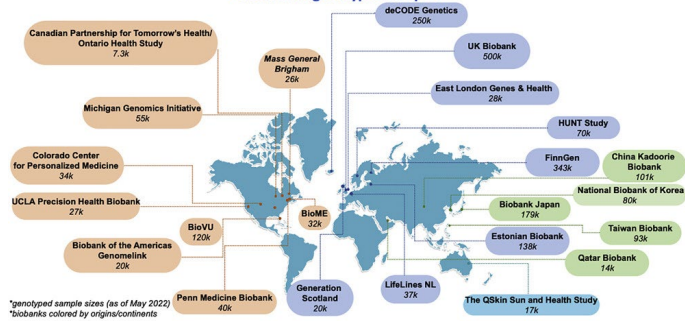 deCODE Genetics
250k
Canadian Partnership for Tomorrow's Health/
Ontario Health Study
7.3k
Mass General
Brigham
26k
UK Biobank
500k
East London Genes & Health
28k
Michigan Genomics Initiative
55k
HUNT Study
70k
Colorado Center
for Personalized Medicine
34k
FinnGen
343k
China Kadoorie
Biobank
101k
National Biobank of Korea
80k
UCLA Precision Health Biobank
27k
BioVU
120k
BioME
32k
Biobank Japan
179k
Taiwan Biobank
93k
Estonian Biobank
138k
Biobank of the Americas
Genomelink
20k
Qatar Biobank
14k
Penn Medicine Biobank
40k
Generation
Scotland
20k
LifeLines NL
37k
The QSkin Sun and Health Study
17k
*genotyped sample sizes (as of May 2022)
*biobanks colored by origins/continents